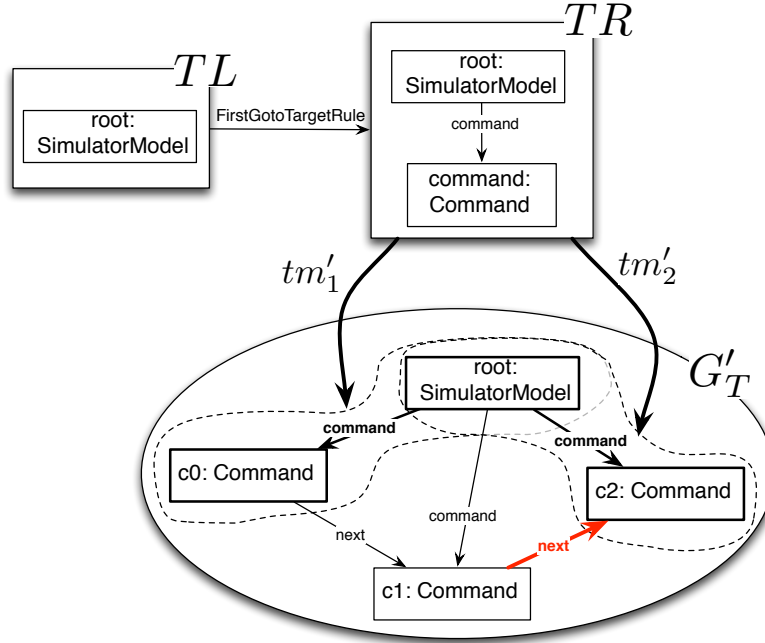 TR
TL
root:
SimulatorModel
root:
SimulatorModel
FirstGotoTargetRule
command
command:
Command
tm'₁
tm'₂
root:
SimulatorModel
G'_T
command
command
c0: Command
c2: Command
command
next
next
c1: Command